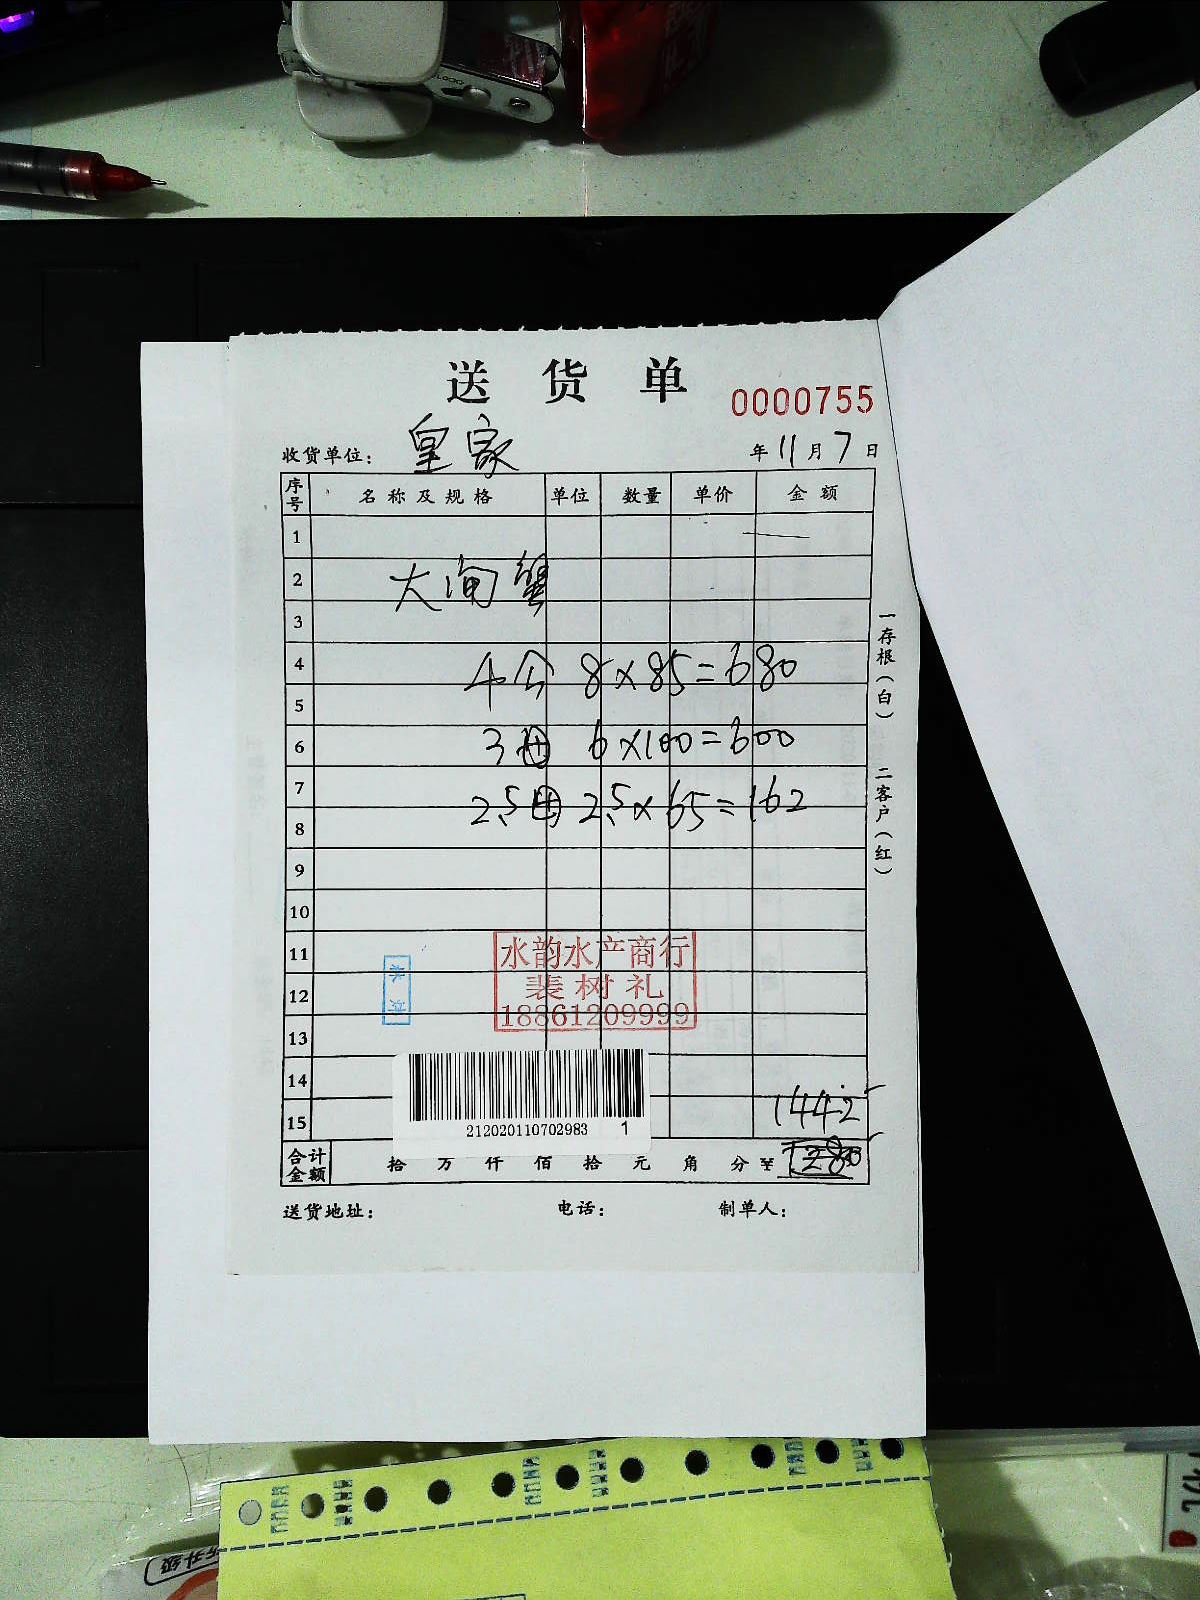 送 货 单
0000755
收货单位： 皇家
年 11 月 7 日
序号 名称及规格 单位 数量 单价 金额
1
2 大闸蟹
3
4 4公 8×85=680
5
6 3母 6×100=600
7
2.5母 2.5×65=162
8
9
10
11
12
13
14
15
水韵水产商行
裴树礼
18861209999
212020110702983 1
1442
合计金额 拾 万 仟 佰 拾 元 角 分 ¥ 1280
送货地址： 电话： 制单人：
一存根（白） 二客户（红）